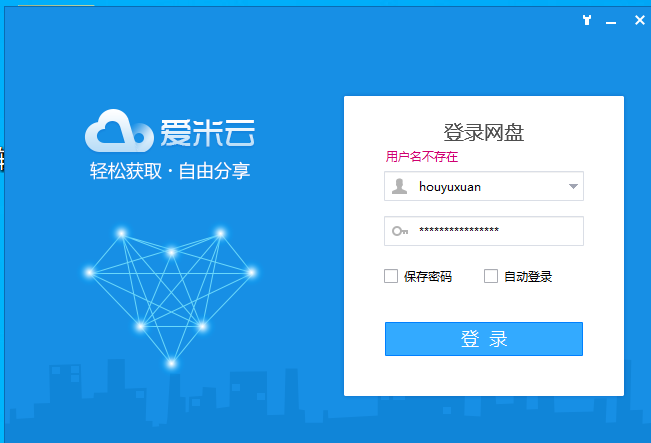 爱米云
轻松获取·自由分享
登录网盘
用户名不存在
houyuxuan
****************
保存密码
自动登录
登 录